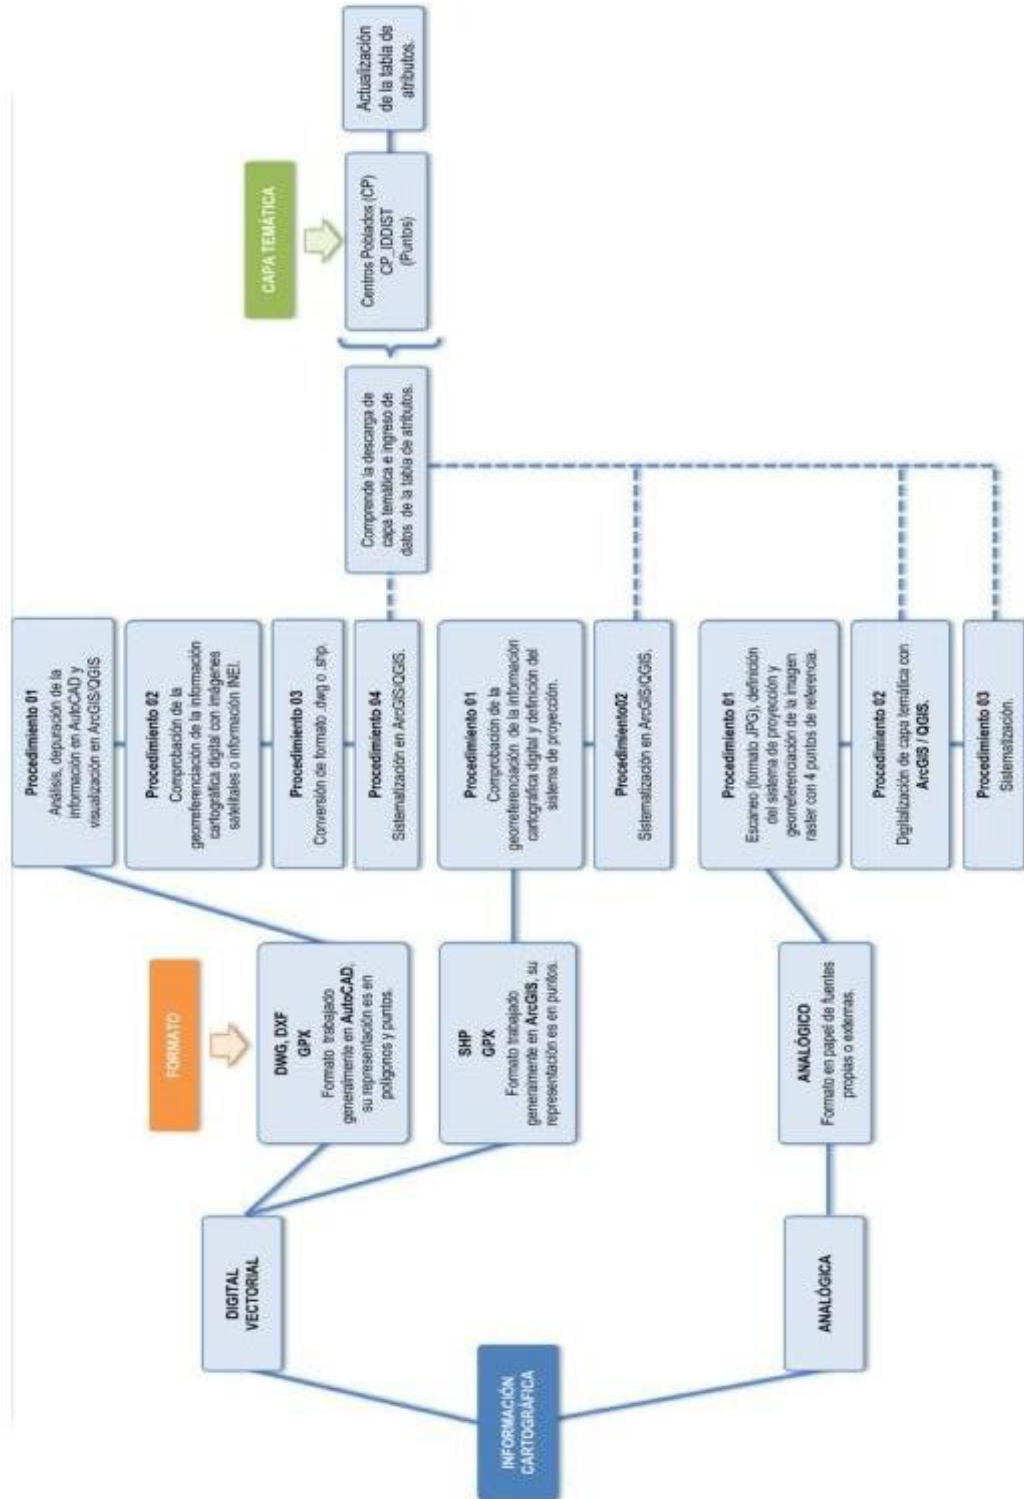 INFORMACIÓN
CARTOGRÁFICA
DIGITAL
VECTORIAL
ANALÓGICA
FORMATO
DWG, DXF
GPX
Formato trabajado
generalmente en AutoCAD,
su representación es en
polígonos y puntos.
SHP
GPX
Formato trabajado
generalmente en ArcGIS, su
representación es en puntos.
ANALÓGICO
Formato en papel de fuentes
propias o externas.
Procedimiento 01
Análisis, depuración de la
información en AutoCAD y
visualización en ArcGIS/QGIS
Procedimiento 02
Comprobación de la
georreferenciación de la información
cartográfica digital con imágenes
satelitales o información INEI.
Procedimiento 03
Conversión de formato .dwg o .shp.
Procedimiento 04
Sistematización en ArcGIS/QGIS.
Procedimiento 01
Comprobación de la
georreferenciación de la información
cartográfica digital y definición del
sistema de proyección.
Procedimiento02
Sistematización en ArcGIS/QGIS.
Procedimiento 01
Escaneo (formato JPG), definición
del sistema de proyección y
georreferenciación de la imagen
raster con 4 puntos de referencia.
Procedimiento 02
Digitalización de capa temática con
ArcGIS / QGIS.
Procedimiento 03
Sistematización.
Comprende la descarga de
capa temática e ingreso de
datos de la tabla de atributos.
CAPA TEMÁTICA
Centros Poblados (CP)
CP_IDDIST
(Puntos)
Actualización
de la tabla de
atributos.